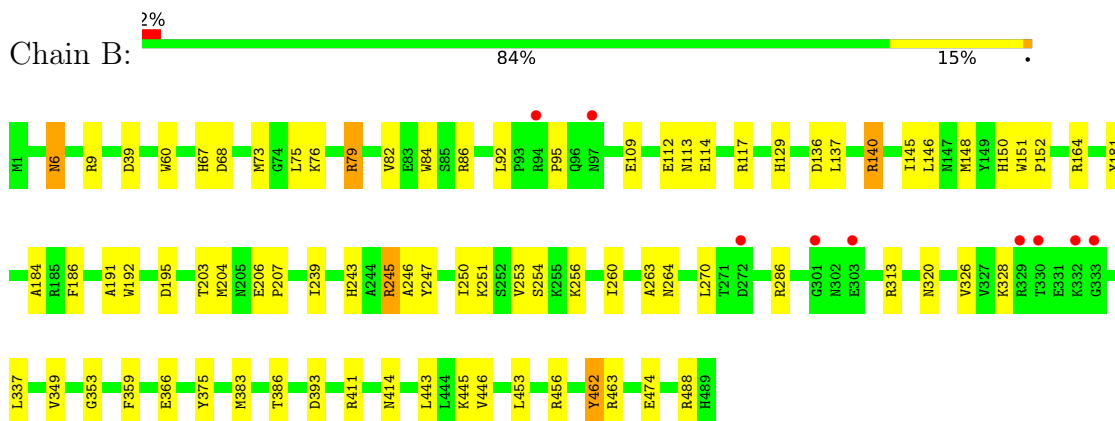 2%
Chain B:
84% 15% •
M1 N6 R9 D39 W60 H67 D68 M73 G74 L75 K76 R79 V82 E83 W84 S85 R86 L92 P93 R94 P95 Q96 N97 E109 E112 N113 E114 R117 H129 D136 L137 R140 I145 L146 N147 M148 Y149 H150 W151 P152 R164 Y181
A184 R185 F186 A191 W192 D195 T203 M204 N205 E206 P207 I239 H243 A244 R245 A246 Y247 I250 K251 S252 V253 S254 K255 K256 I260 A263 N264 L270 T271 D272 R286 G301 N302 E303 R313 N320 V326 V327 K328 R329 T330 E331 K332 G333
L337 V349 G353 F359 E366 Y375 M383 T386 D393 R411 N414 L443 L444 K445 V446 L453 R456 Y462 R463 E474 R488 H489